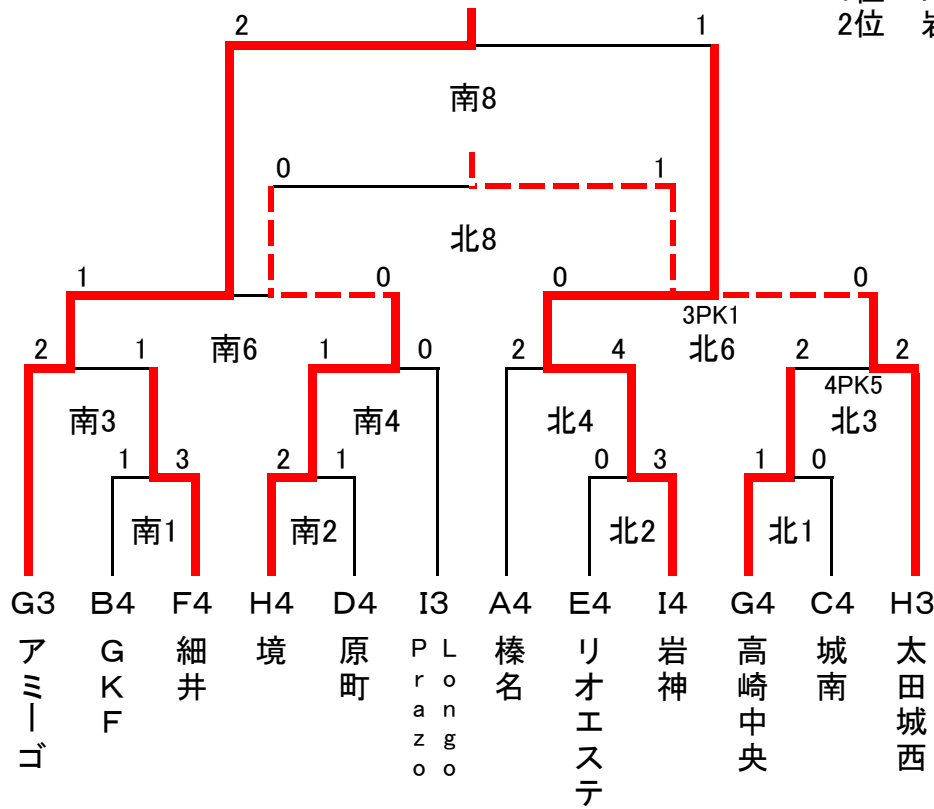 2 1
2位
南8
0 1
北8
1 0 0 0
3PK1
2 1 南6 1 0 2 4 北6 2 2
4PK5
南3 南4 北4 北3
1 3 2 1 0 3 1 0
南1 南2 北2 北1
G3 B4 F4 H4 D4 I3 A4 E4 I4 G4 C4 H3
アミーゴ
GKF
細井
境
原町
Longo
Prazo
榛名
リオエステ
岩神
高崎中央
城南
太田城西